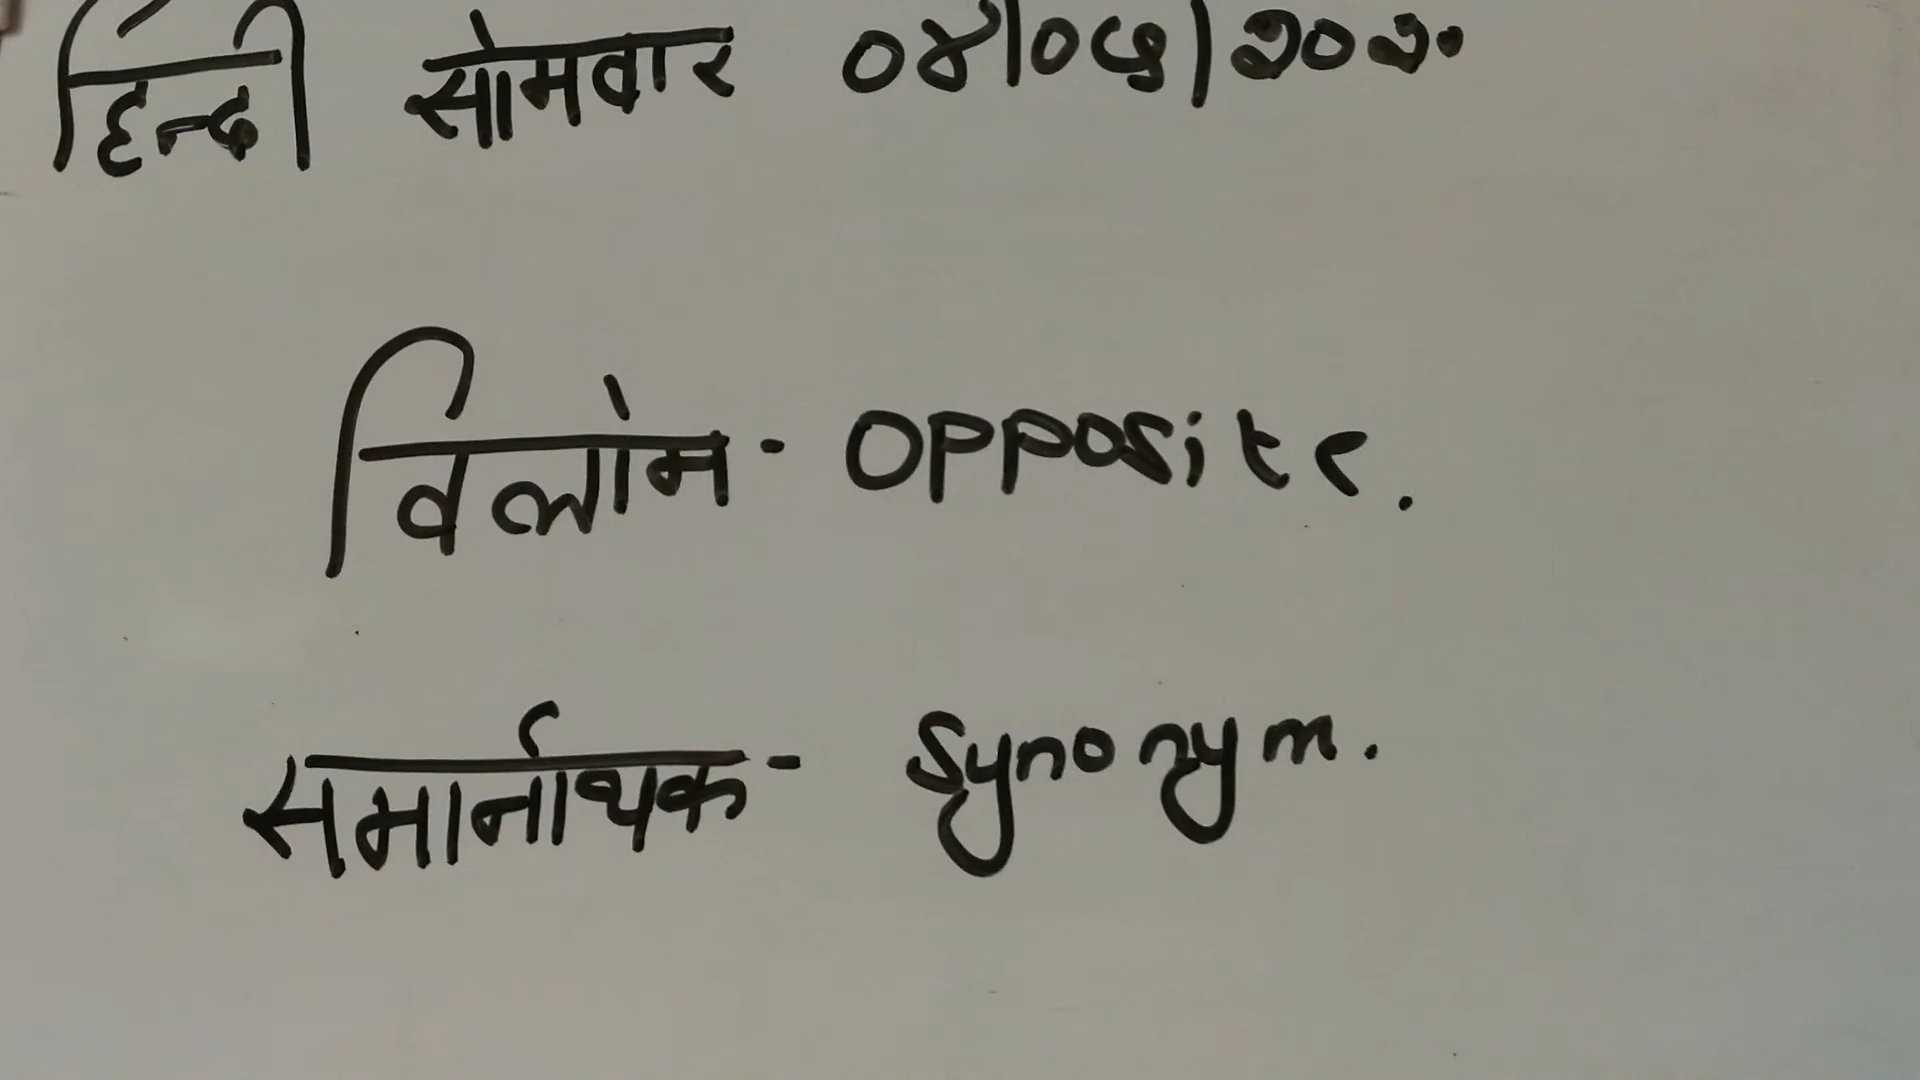 हिन्दी सोमवार ०४|०५|२०२०
विलोम - opposite.
समार्नाथक - Synonym.